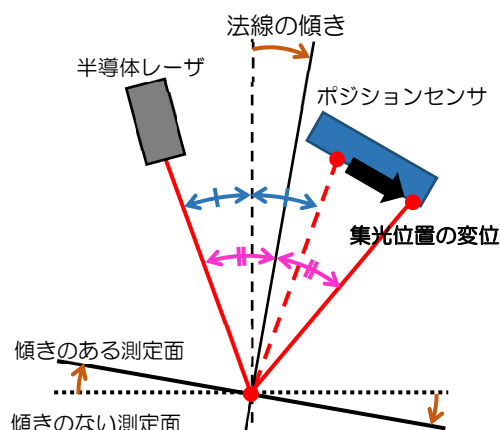 法線の傾き
半導体レーザ
ポジションセンサ
集光位置の変位
傾きのある測定面
傾きのない測定面